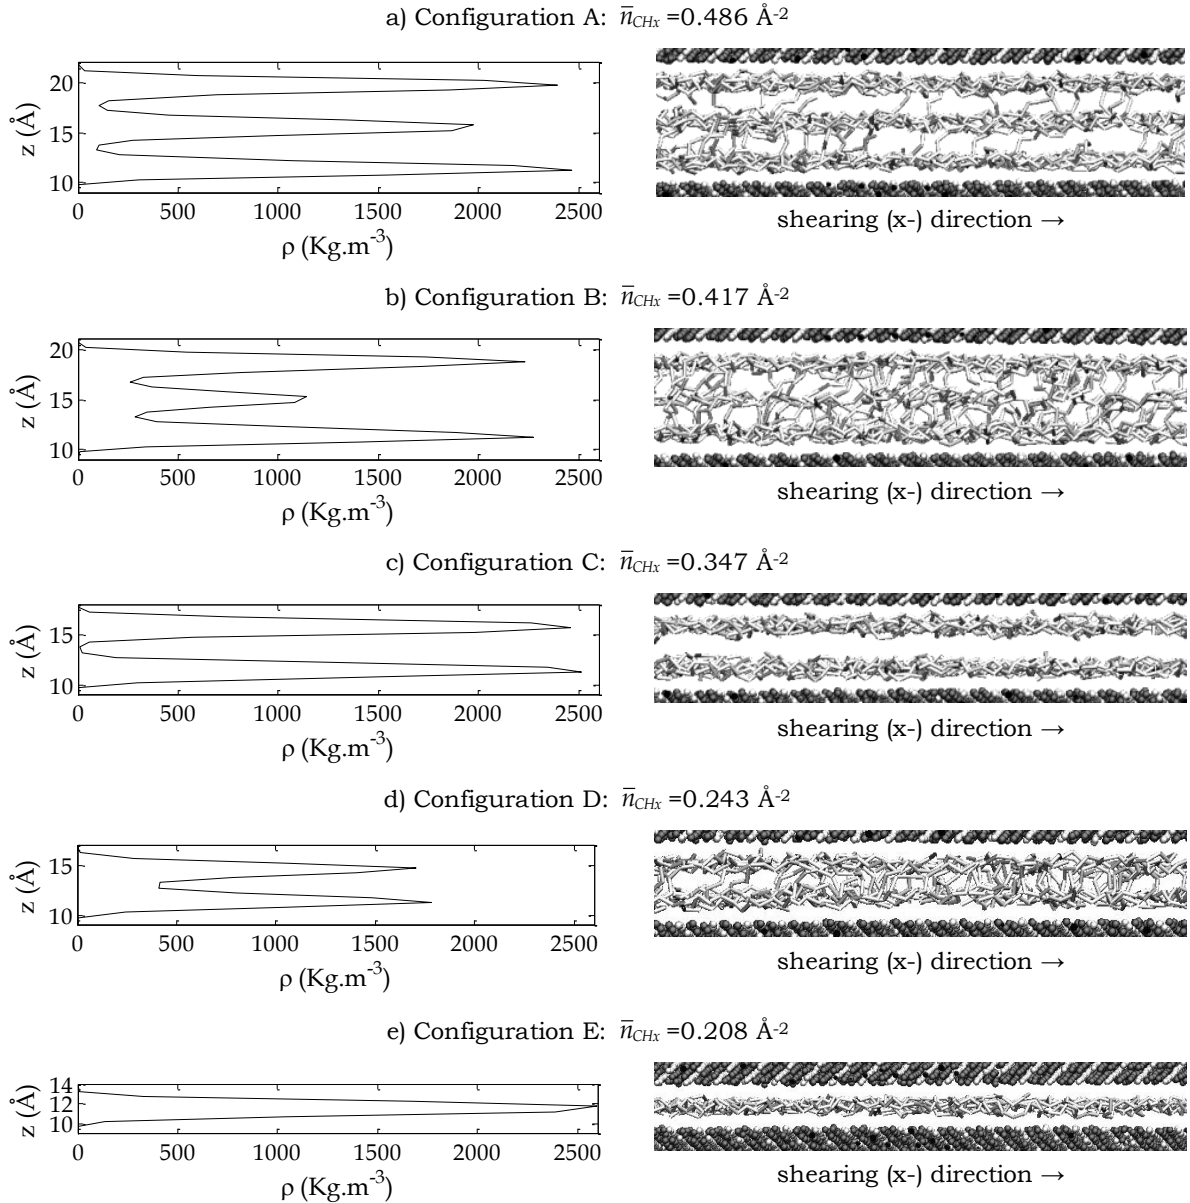 a) Configuration A: n̅CHx =0.486 Å-2
20
15
10
z (Å)
0 500 1000 1500 2000 2500
ρ (Kg.m-3)
shearing (x-) direction →
b) Configuration B: n̅CHx =0.417 Å-2
20
15
10
z (Å)
0 500 1000 1500 2000 2500
ρ (Kg.m-3)
shearing (x-) direction →
c) Configuration C: n̅CHx =0.347 Å-2
15
10
z (Å)
0 500 1000 1500 2000 2500
ρ (Kg.m-3)
shearing (x-) direction →
d) Configuration D: n̅CHx =0.243 Å-2
15
10
z (Å)
0 500 1000 1500 2000 2500
ρ (Kg.m-3)
shearing (x-) direction →
e) Configuration E: n̅CHx =0.208 Å-2
14
12
10
z (Å)
0 500 1000 1500 2000 2500
ρ (Kg.m-3)
shearing (x-) direction →